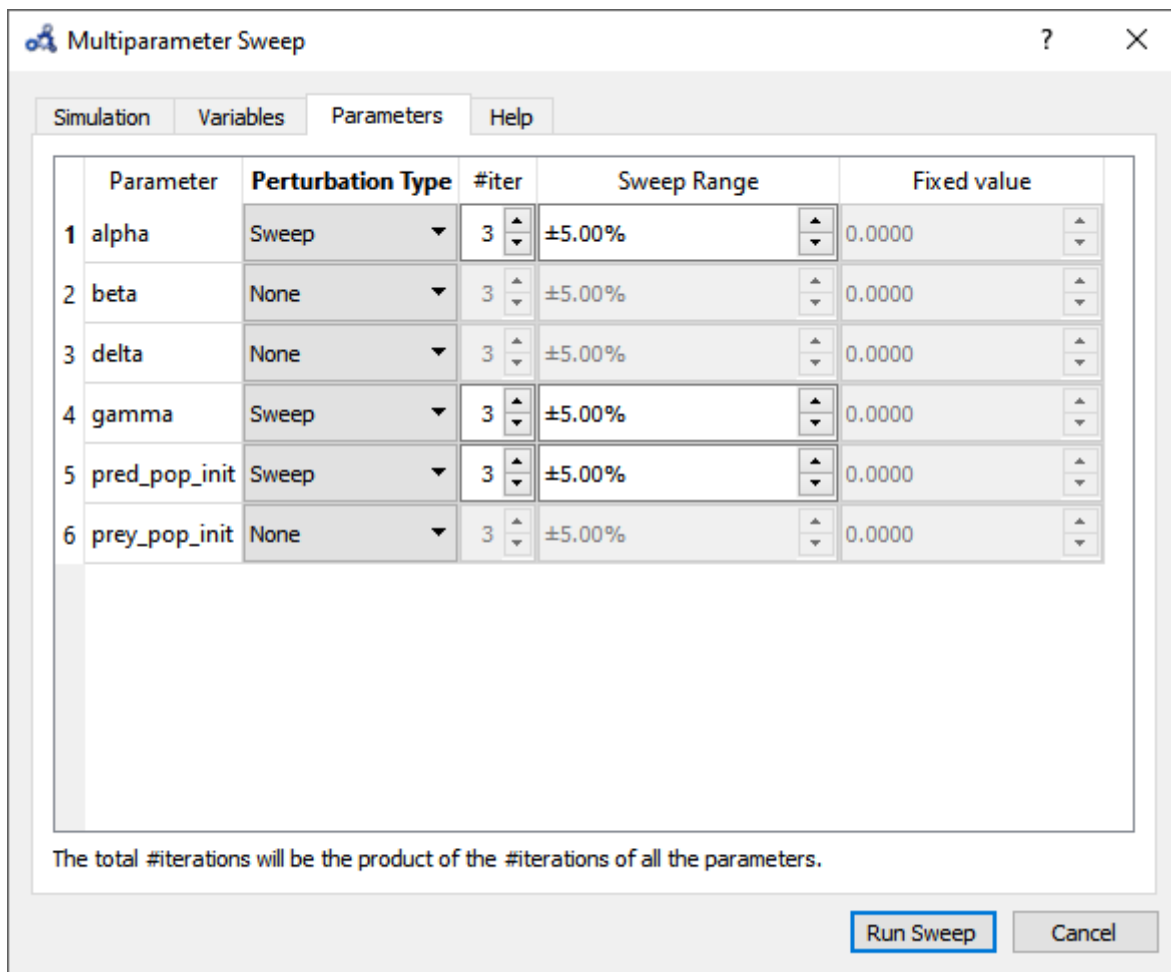 Multiparameter Sweep ?
Simulation Variables Parameters Help
Parameter Perturbation Type #iter Sweep Range Fixed value
1 alpha Sweep 3 ±5.00% 0.0000
2 beta None 3 ±5.00% 0.0000
3 delta None 3 ±5.00% 0.0000
4 gamma Sweep 3 ±5.00% 0.0000
5 pred_pop_init Sweep 3 ±5.00% 0.0000
6 prey_pop_init None 3 ±5.00% 0.0000
The total #iterations will be the product of the #iterations of all the parameters.
Run Sweep Cancel